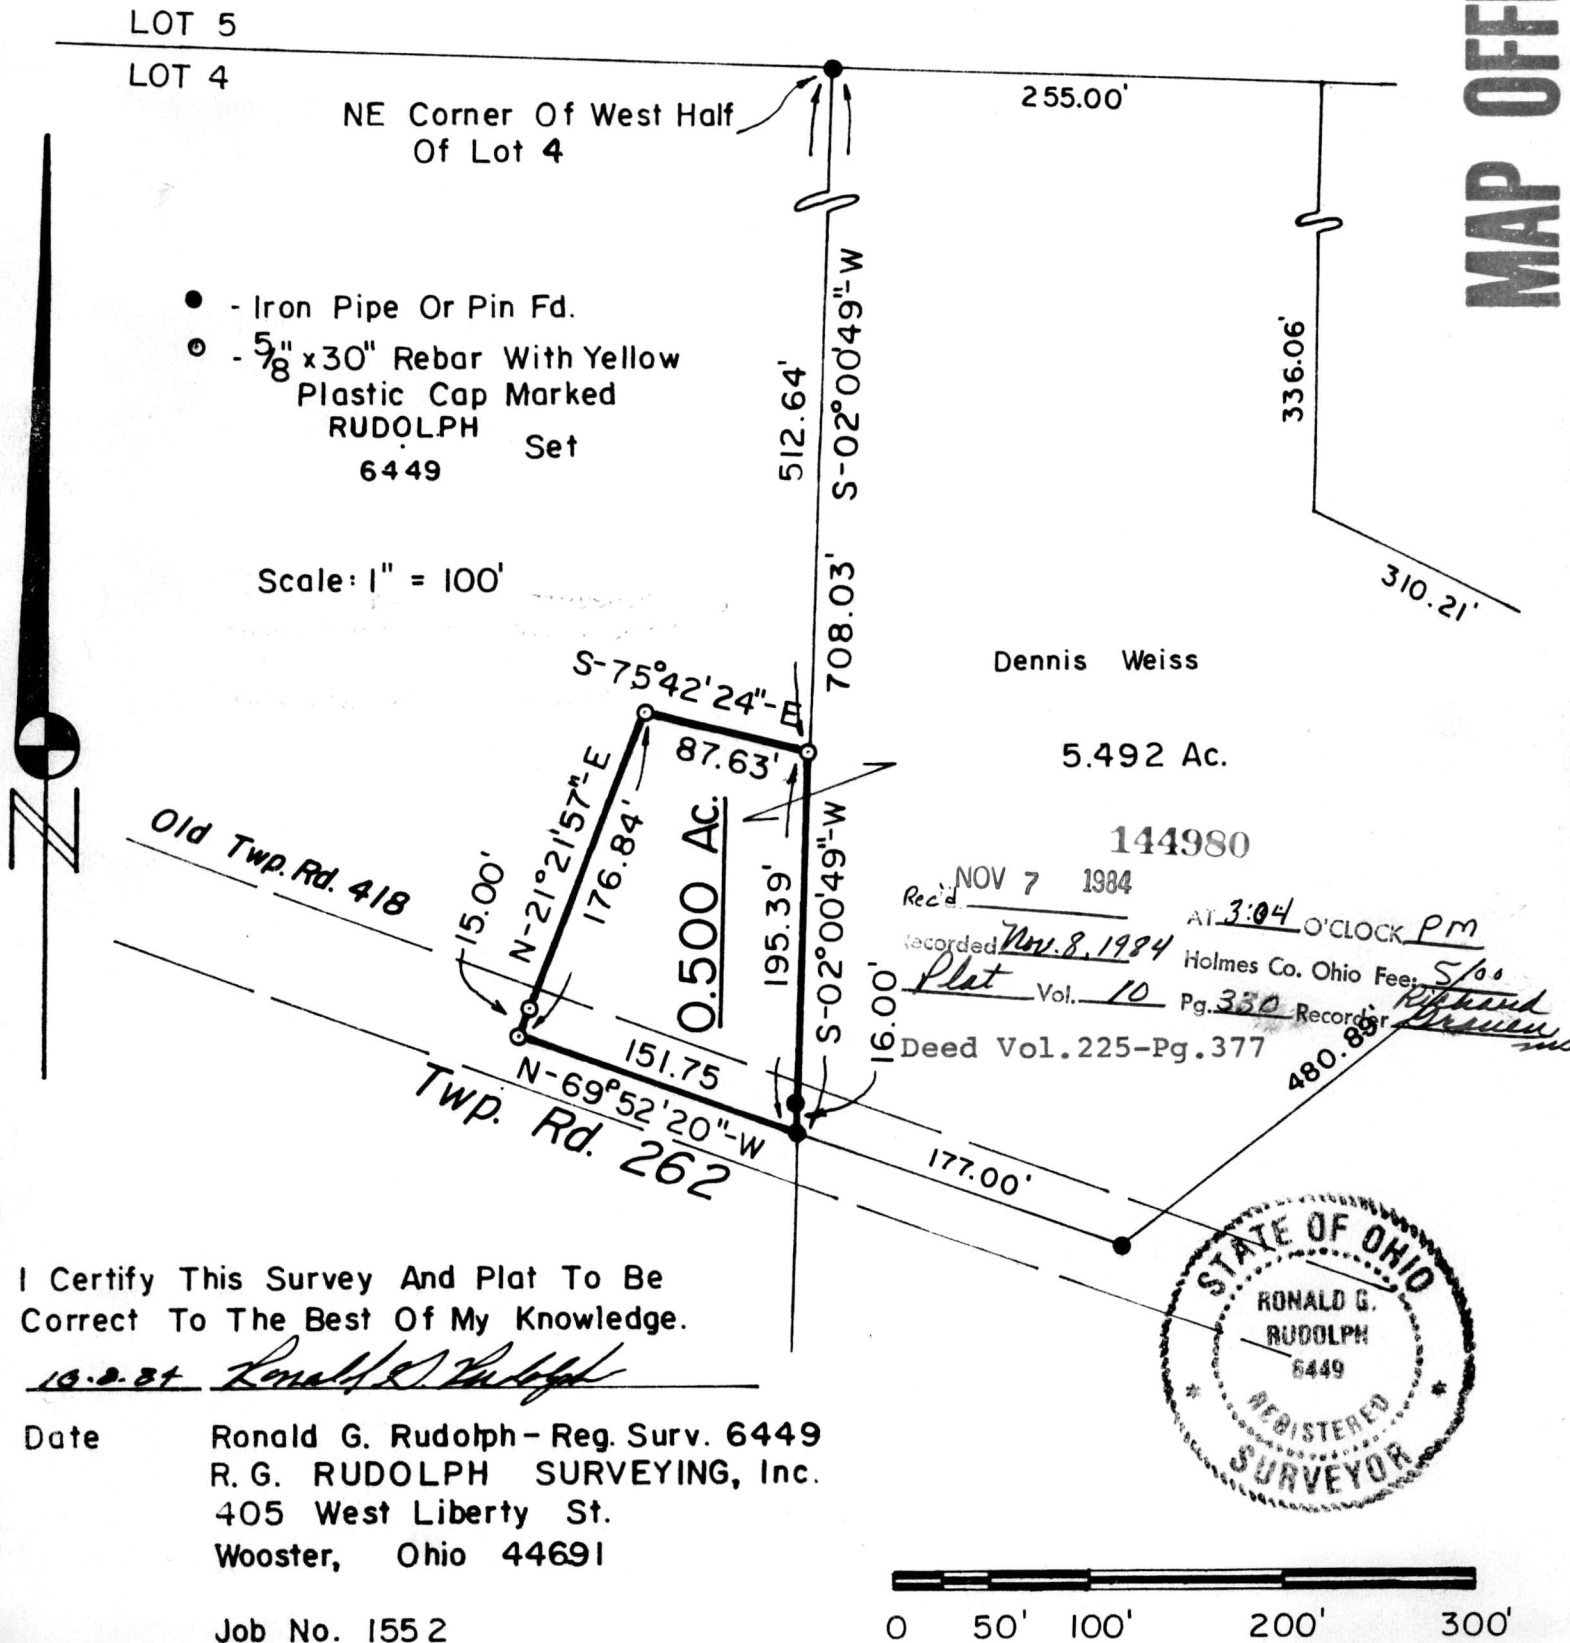 LOT 5
LOT 4
MAP
NE Corner Of West Half
Of Lot 4
255.00'
- Iron Pipe Or Pin Fd.
- 5/8" x 30" Rebar With Yellow
Plastic Cap Marked
RUDOLPH
6449
Set
512.64'
S-02°00'49"-W
336.06'
Scale: 1" = 100'
708.03'
310.21'
Dennis Weiss
5.492 Ac.
S-75°42'24"-E
87.63'
N-21°21'57"-E
176.84'
15.00'
0.500 Ac.
195.39'
S-02°00'49"-W
16.00'
Old Twp. Rd. 418
151.75
N-69°52'20"-W
Twp. Rd. 262
177.00'
480.89'
144980
Rec'd NOV 7 1984 AT 3:04 O'CLOCK PM
Recorded Nov. 8, 1984 Holmes Co. Ohio Fee: 5/00
Plat Vol. 10 Pg. 330 Recorder Richard
Deed Vol.225-Pg.377
N
I Certify This Survey And Plat To Be
Correct To The Best Of My Knowledge.
10-2-84 Ronald G. Rudolph
Date
Ronald G. Rudolph - Reg. Surv. 6449
R. G. RUDOLPH SURVEYING, Inc.
405 West Liberty St.
Wooster, Ohio 44691
Job No. 1552
STATE OF OHIO
RONALD G.
RUDOLPH
6449
REGISTERED
SURVEYOR
0 50' 100' 200' 300'